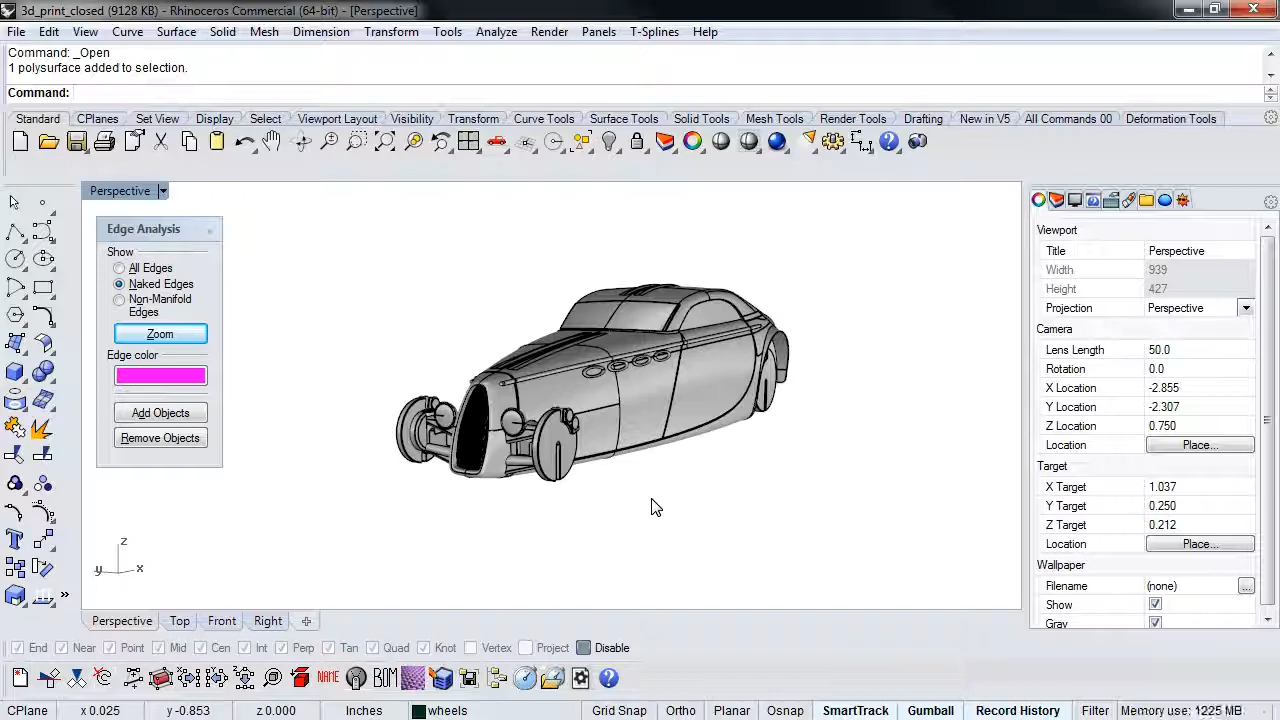 3d_print_closed (9128 KB) - Rhinoceros Commercial (64-bit) - [Perspective]
File Edit View Curve Surface Solid Mesh Dimension Transform Tools Analyze Render Panels T-Splines Help
Command: _Open
1 polysurface added to selection.
Command:
Standard CPlanes Set View Display Select Viewport Layout Visibility Transform Curve Tools Surface Tools Solid Tools Mesh Tools Render Tools Drafting New in V5 All Commands 00 Deformation Tools
Perspective
Edge Analysis
Show
All Edges
Naked Edges
Non-Manifold
Edges
Zoom
Edge color
Add Objects
Remove Objects
z
y x
Viewport
Title Perspective
Width 939
Height 427
Projection Perspective
Camera
Lens Length 50.0
Rotation 0.0
X Location -2.855
Y Location -2.307
Z Location 0.750
Location Place...
Target
X Target 1.037
Y Target 0.250
Z Target 0.212
Location Place...
Wallpaper
Filename (none) ...
Show
Gray
Perspective Top Front Right
End Near Point Mid Cen Int Perp Tan Quad Knot Vertex Project Disable
NAME BOM
CPlane x 0.025 y -0.853 z 0.000 Inches wheels Grid Snap Ortho Planar Osnap SmartTrack Gumball Record History Filter Memory use: 1225 MB